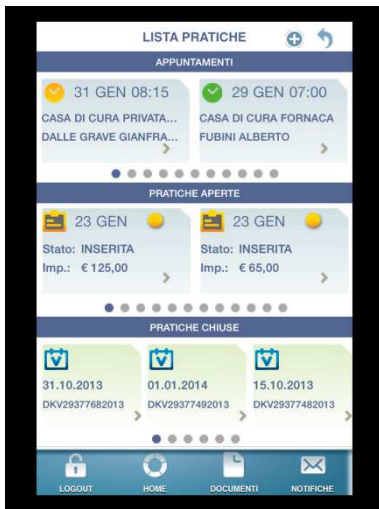 LISTA PRATICHE
APPUNTAMENTI
31 GEN 08:15
CASA DI CURA PRIVATA...
DALLE GRAVE GIANFRA...
29 GEN 07:00
CASA DI CURA FORNACA
FUBINI ALBERTO
PRATICHE APERTE
23 GEN
Stato: INSERITA
Imp.: € 125,00
23 GEN
Stato: INSERITA
Imp.: € 65,00
PRATICHE CHIUSE
31.10.2013
DKV29377682013
01.01.2014
DKV29377492013
15.10.2013
DKV29377482013
LOGOUT
HOME
DOCUMENTI
NOTIFICHE